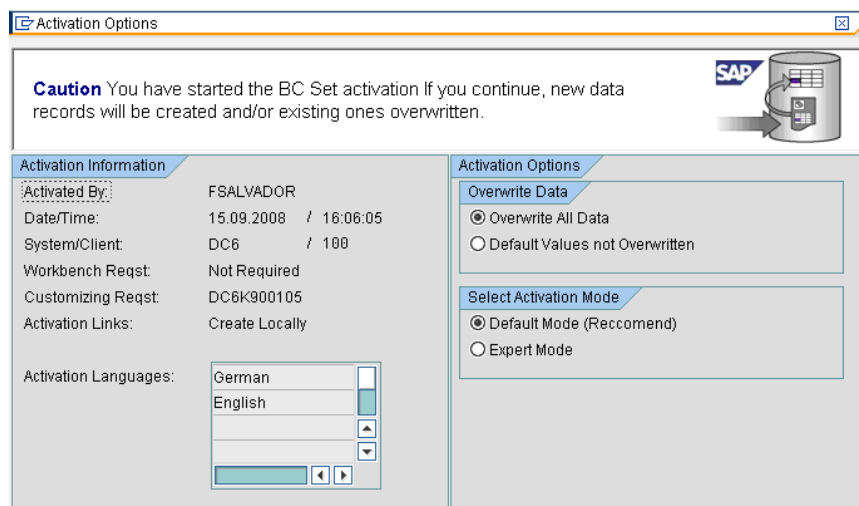 Activation Options
Caution You have started the BC Set activation If you continue, new data
records will be created and/or existing ones overwritten.
SAP
Activation Information
Activated By: FSALVADOR
Date/Time: 15.09.2008 / 16:06:05
System/Client: DC6 / 100
Workbench Reqst: Not Required
Customizing Reqst: DC6K900105
Activation Links: Create Locally
Activation Languages: German
English
Activation Options
Overwrite Data
Overwrite All Data
Default Values not Overwritten
Select Activation Mode
Default Mode (Reccomend)
Expert Mode